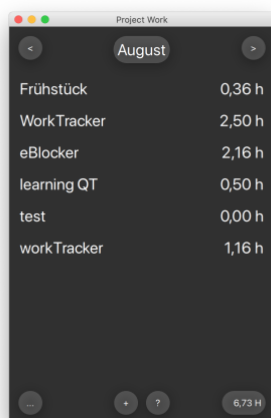 Project Work
< August >
Frühstück 0,36 h
WorkTracker 2,50 h
eBlocker 2,16 h
learning QT 0,50 h
test 0,00 h
workTracker 1,16 h
... + ? 6,73 H